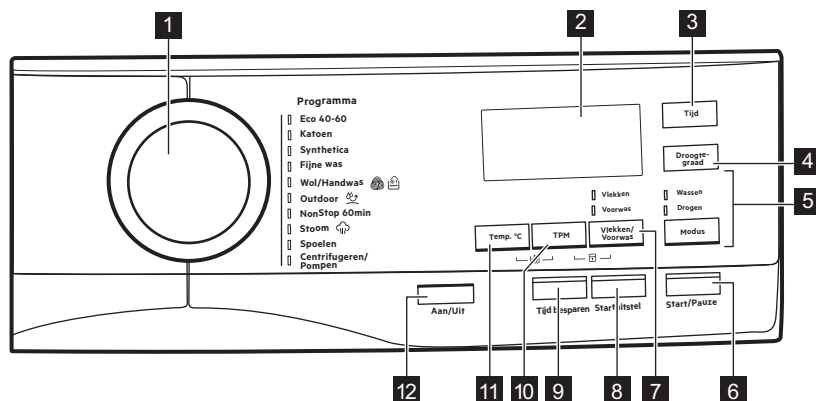 1
2
3
Programma
Eco 40-60
Katoen
Synthetica
Fijne was
Wol/Handwas
Outdoor
NonStop 60min
Stoom
Spoelen
Centrifugeren/
Pompen
Tijd
Droogte-
graad
4
5
Vlekken
Voorwas
Wassen
Drogen
Temp. °C
TPM
Vlekken/
Voorwas
Modus
Aan/Uit
Tijd besparen
Startuitstel
Start/Pauze
12
11
10
9
8
7
6